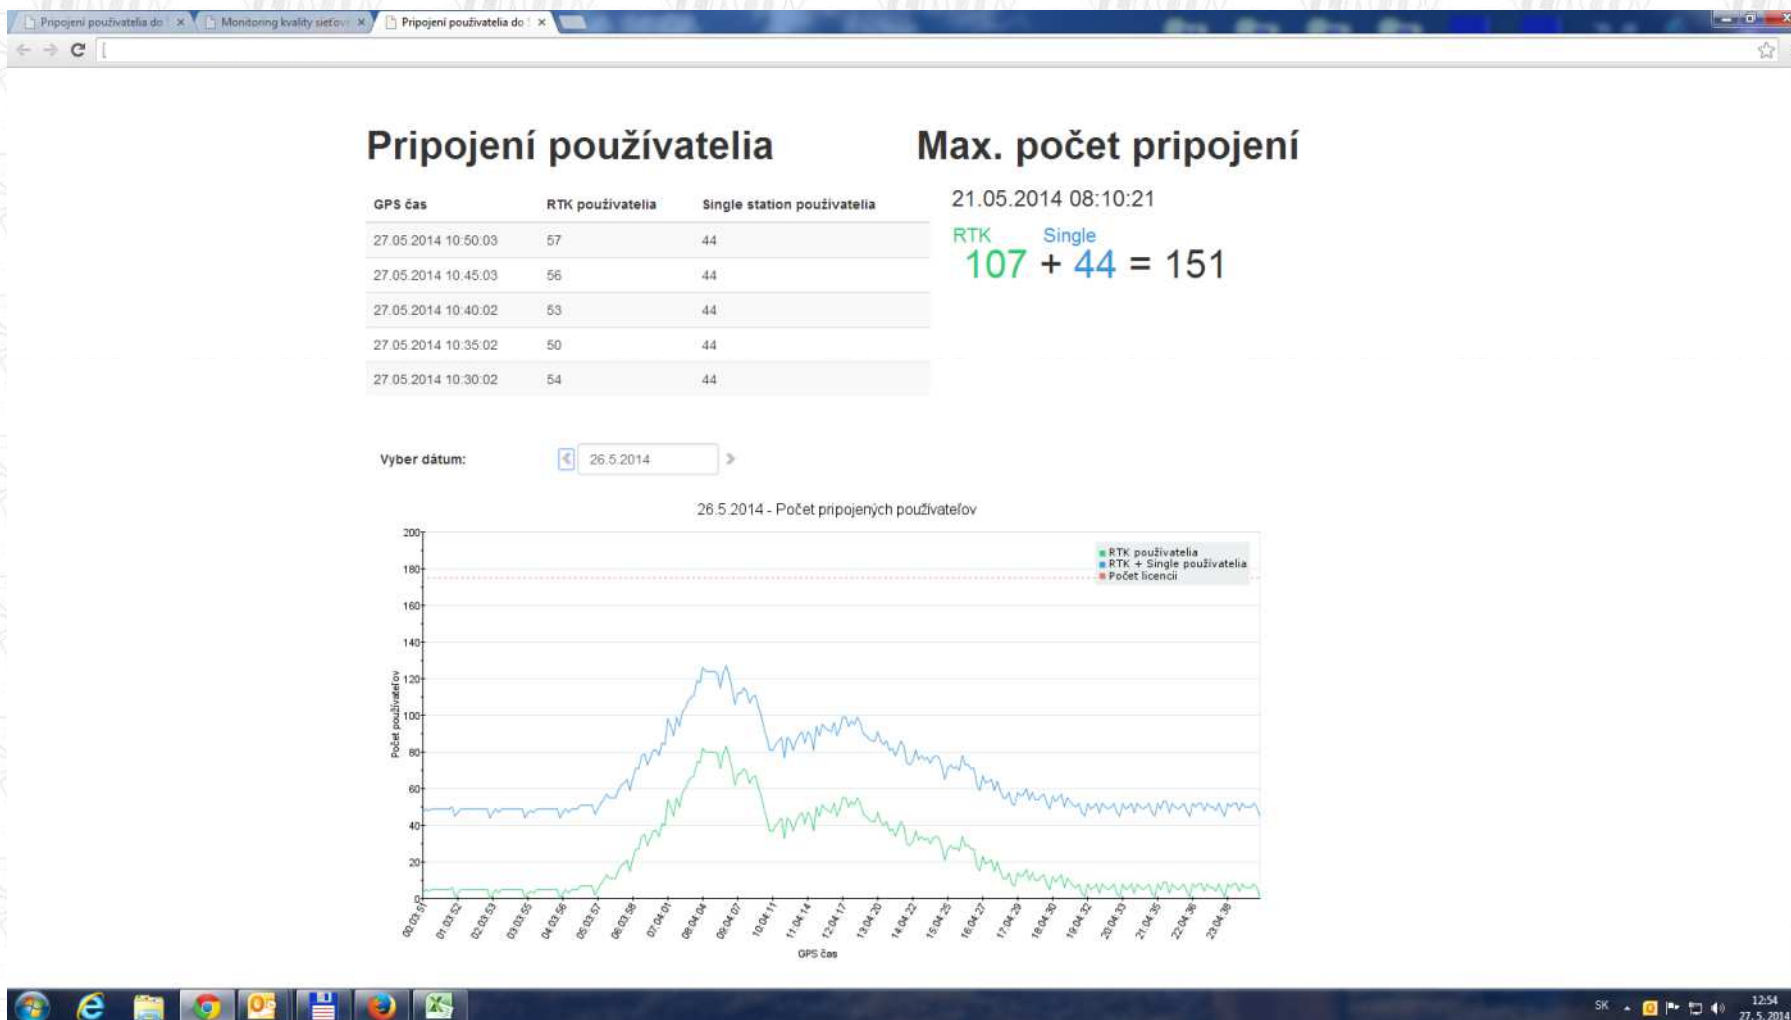 Pripojení používatelia do
Monitoring kvality sieťov
Pripojení používatelia do
Pripojení používatelia
Max. počet pripojení
GPS čas RTK používatelia Single station používatelia
27.05.2014 10:50:03 57 44
27.05.2014 10:45:03 56 44
27.05.2014 10:40:02 53 44
27.05.2014 10:35:02 50 44
27.05.2014 10:30:02 54 44
21.05.2014 08:10:21
RTK Single
107 + 44 = 151
Vyber dátum: 26.5.2014
26.5.2014 - Počet pripojených používateľov
RTK používatelia
RTK + Single používatelia
Počet licencii
Počet používateľov
200
180
160
140
120
100
80
60
40
20
0
00:03:51 01:03:52 02:03:53 03:03:55 04:03:56 05:03:57 06:03:58 07:04:01 08:04:04 09:04:07 10:04:11 11:04:14 12:04:17 13:04:20 14:04:22 15:04:25 16:04:27 17:04:29 18:04:30 19:04:32 20:04:33 21:04:35 22:04:36 23:04:38
GPS čas
SK
12:54
27. 5. 2014